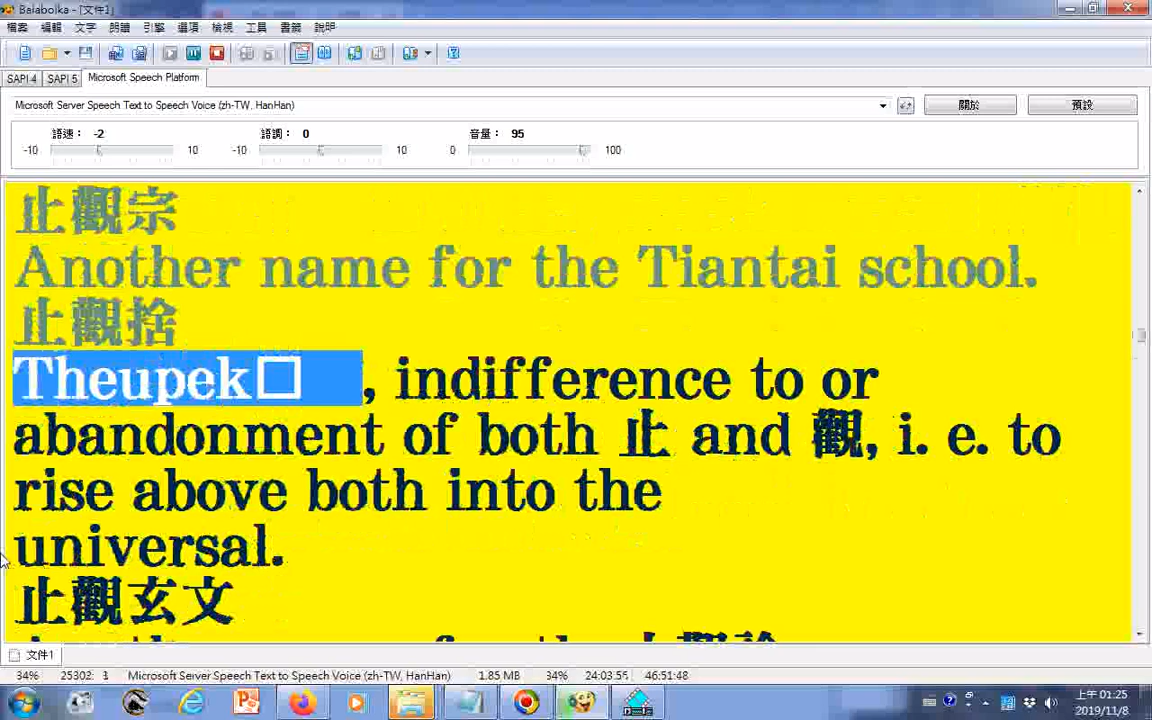 Balabolka - [文件1]
檔案 編輯 文字 朗讀 引擎 選項 檢視 工具 書籤 說明
SAPI 4 SAPI 5 Microsoft Speech Platform
Microsoft Server Speech Text to Speech Voice (zh-TW, HanHan) 關於 預設
語速: -2 語調: 0 音量: 95
-10 10 -10 10 0 100
止觀宗
Another name for the Tiantai school.
止觀捨
Theupek□ , indifference to or
abandonment of both 止 and 觀, i. e. to
rise above both into the
universal.
止觀玄文
文件1
34% 25302: 1 Microsoft Server Speech Text to Speech Voice (zh-TW, HanHan) 1.85 MB 34% 24:03:55 46:51:48
上午 01:25
2019/11/8